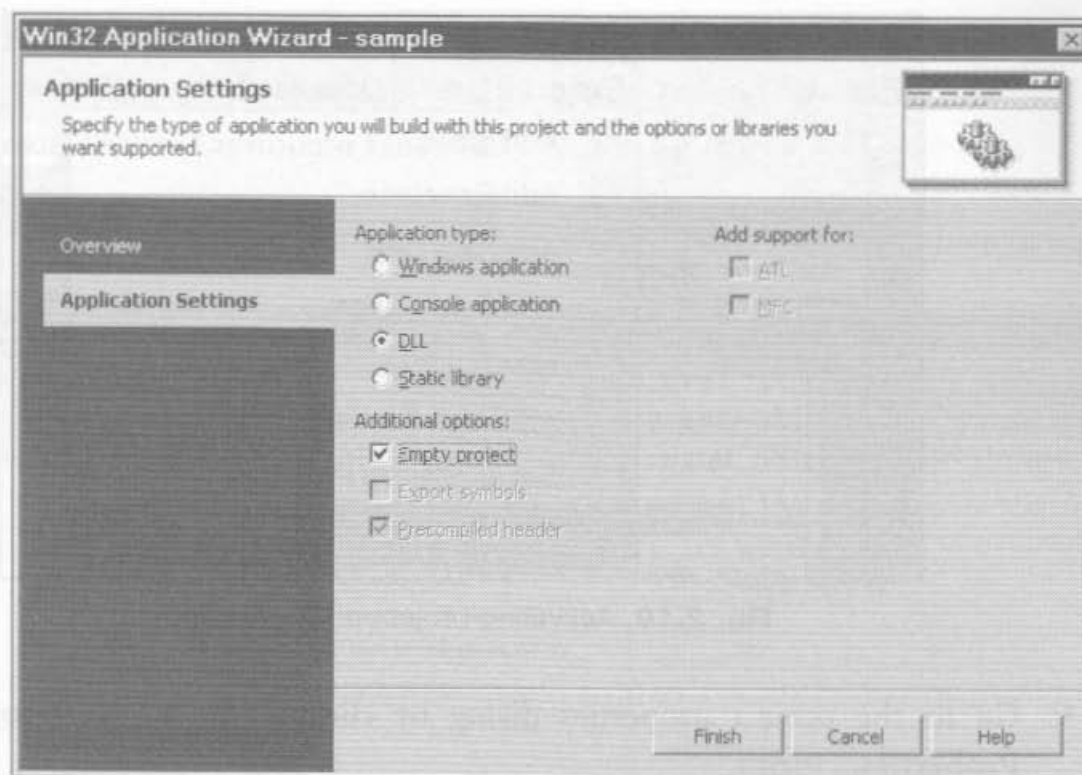 Win32 Application Wizard - sample
Application Settings
Specify the type of application you will build with this project and the options or libraries you
want supported.
Overview
Application Settings
Application type:
Windows application
Console application
DLL
Static library
Additional options:
Empty project
Export symbols
Precompiled header
Add support for:
ATL
MFC
Finish
Cancel
Help